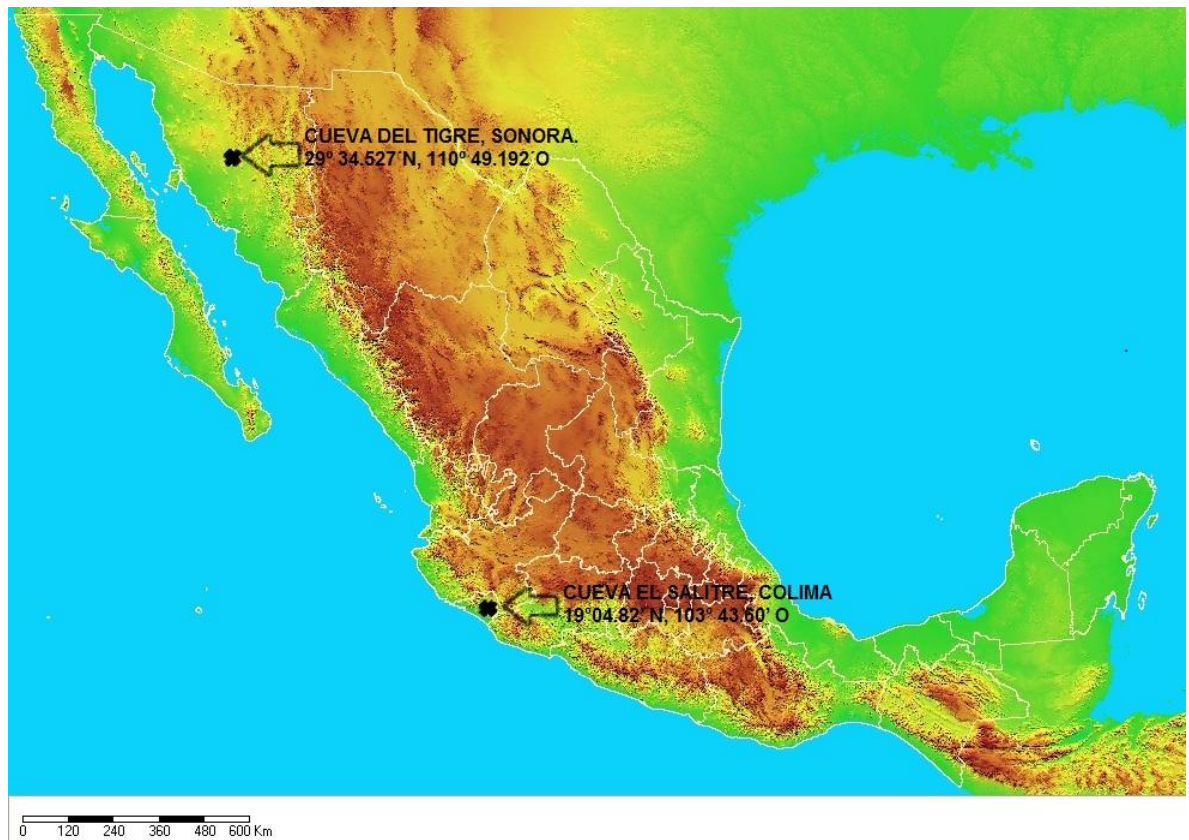 CUEVA DEL TIGRE, SONORA.
29º 34.527´N, 110º 49.192´O
CUEVA EL SALITRE, COLIMA
19°04.82' N, 103° 43.60' O
0 120 240 360 480 600 Km